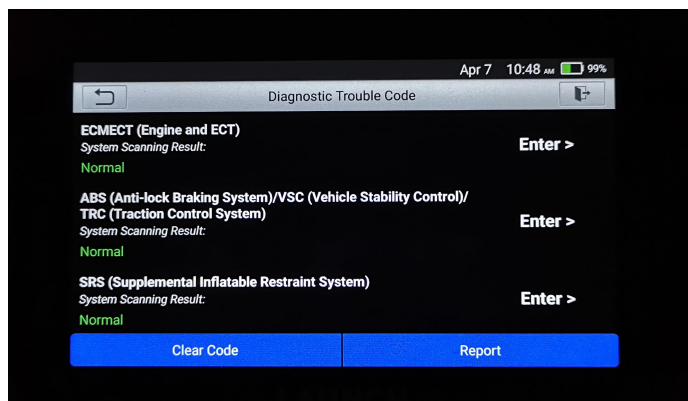 Apr 7 10:48 AM 99%
Diagnostic Trouble Code
ECMECT (Engine and ECT)
System Scanning Result:
Enter >
Normal
ABS (Anti-lock Braking System)/VSC (Vehicle Stability Control)/
TRC (Traction Control System)
System Scanning Result:
Enter >
Normal
SRS (Supplemental Inflatable Restraint System)
System Scanning Result:
Enter >
Normal
Clear Code
Report